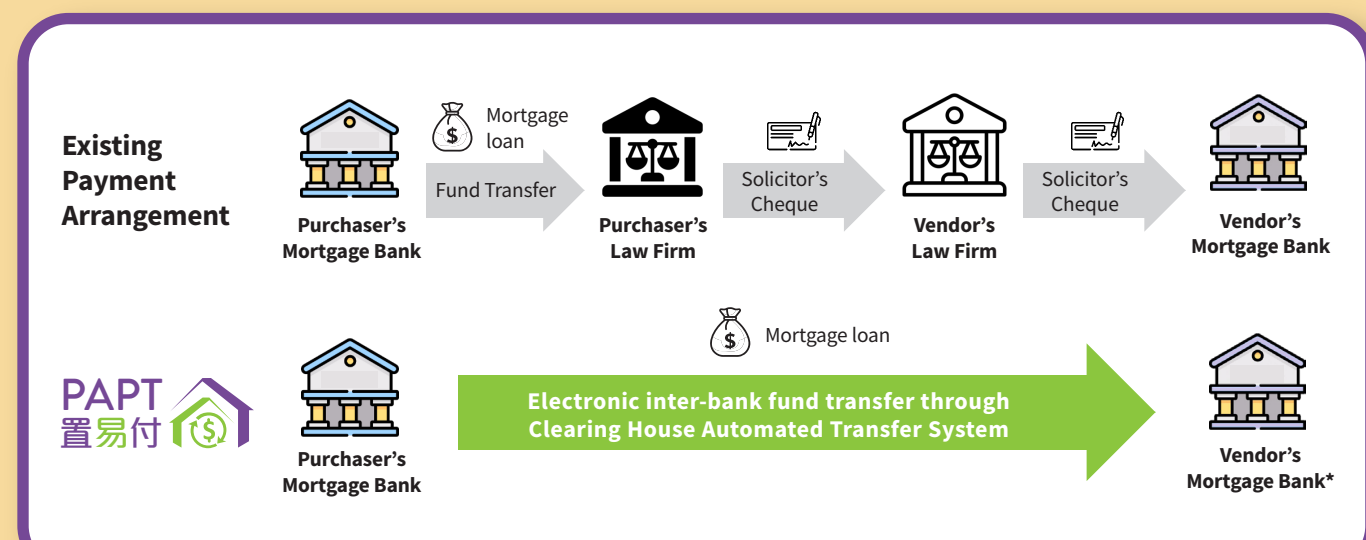 Existing
Payment
Arrangement
Mortgage
loan
Fund Transfer
Solicitor's
Cheque
Solicitor's
Cheque
Purchaser’s
Mortgage Bank
Purchaser’s
Law Firm
Vendor’s
Law Firm
Vendor’s
Mortgage Bank
Mortgage loan
PAPT
置易付
Electronic inter-bank fund transfer through
Clearing House Automated Transfer System
Purchaser’s
Mortgage Bank
Vendor’s
Mortgage Bank*